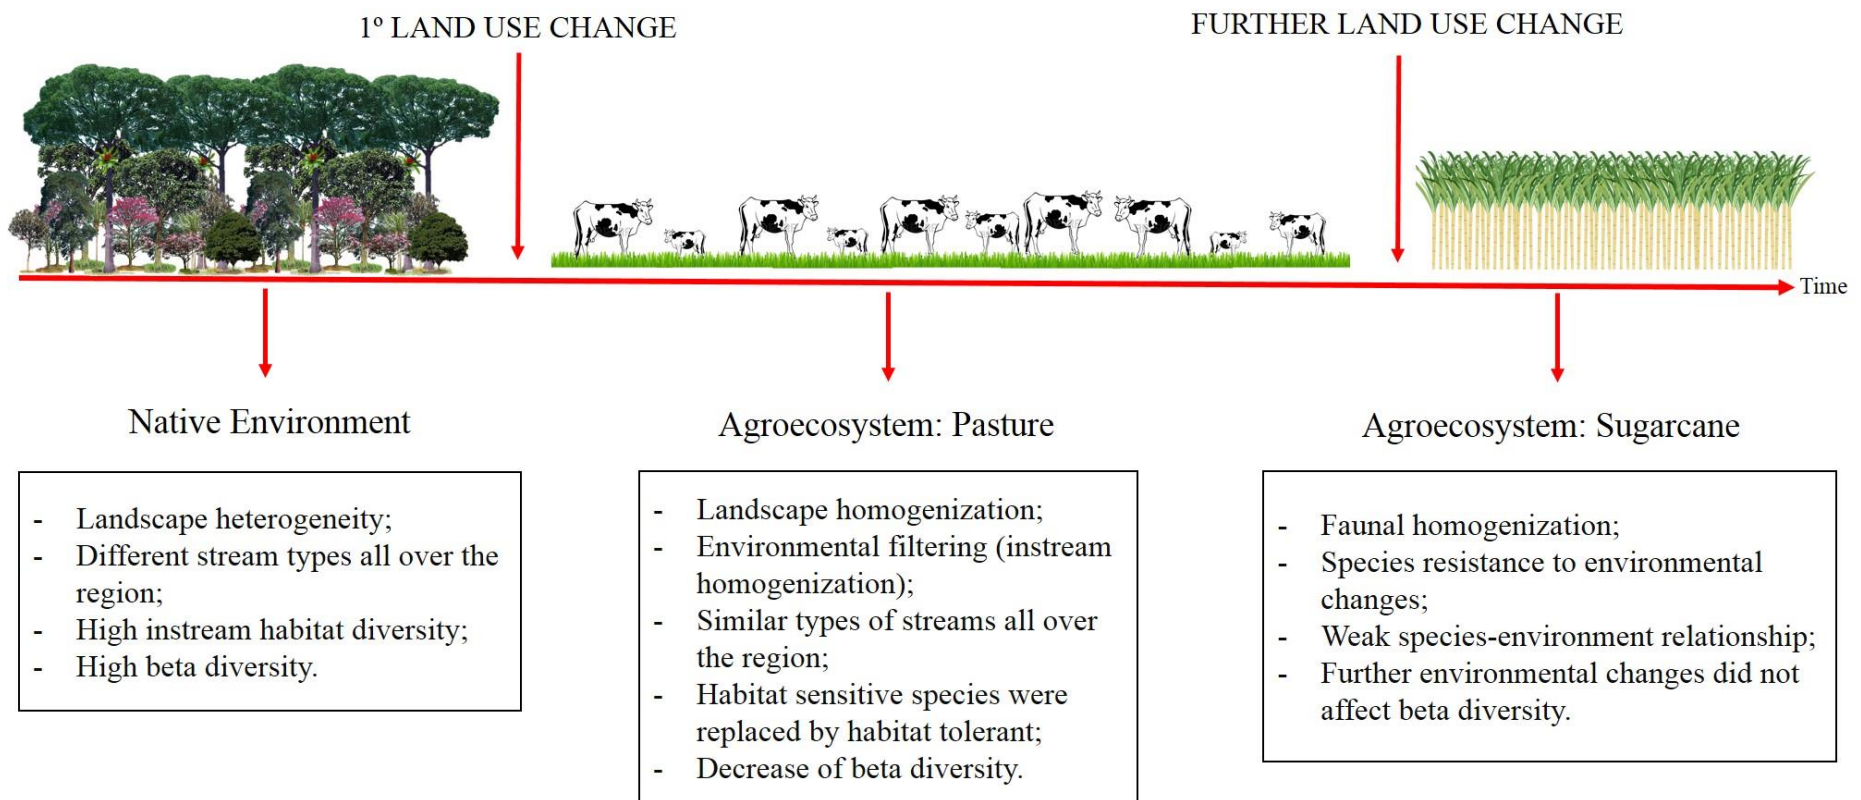 1º LAND USE CHANGE
FURTHER LAND USE CHANGE
Time
Native Environment
- Landscape heterogeneity;
- Different stream types all over the
region;
- High instream habitat diversity;
- High beta diversity.
Agroecosystem: Pasture
- Landscape homogenization;
- Environmental filtering (instream
homogenization);
- Similar types of streams all over
the region;
- Habitat sensitive species were
replaced by habitat tolerant;
- Decrease of beta diversity.
Agroecosystem: Sugarcane
- Faunal homogenization;
- Species resistance to environmental
changes;
- Weak species-environment relationship;
- Further environmental changes did not
affect beta diversity.